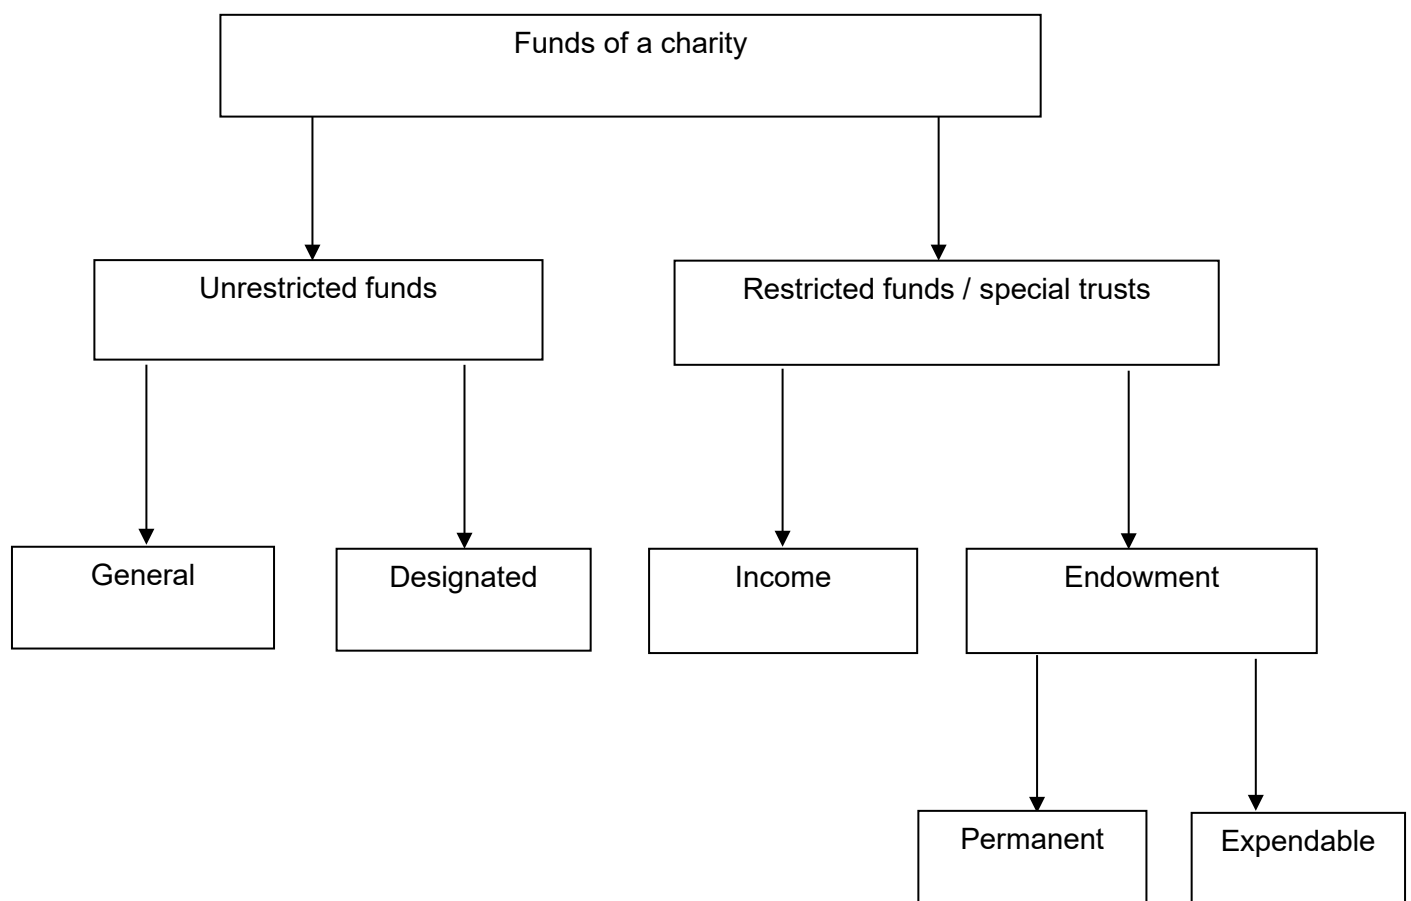 Funds of a charity
Unrestricted funds
Restricted funds / special trusts
General
Designated
Income
Endowment
Permanent
Expendable